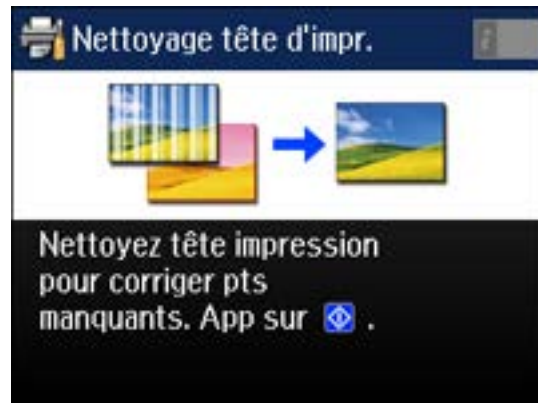 Nettoyage tête d'impr.
Nettoyez tête impression
pour corriger pts
manquants. App sur .